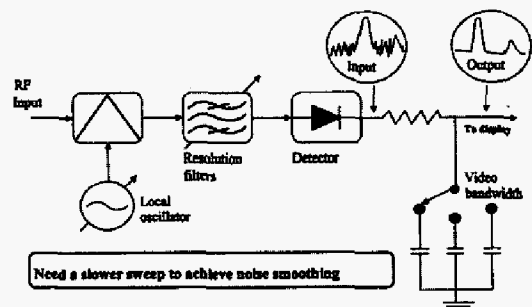 Input
Output
RF
Input
To display
Resolution
filters
Detector
Video
bandwidth
Local
oscillator
Need a slower sweep to achieve noise smoothing